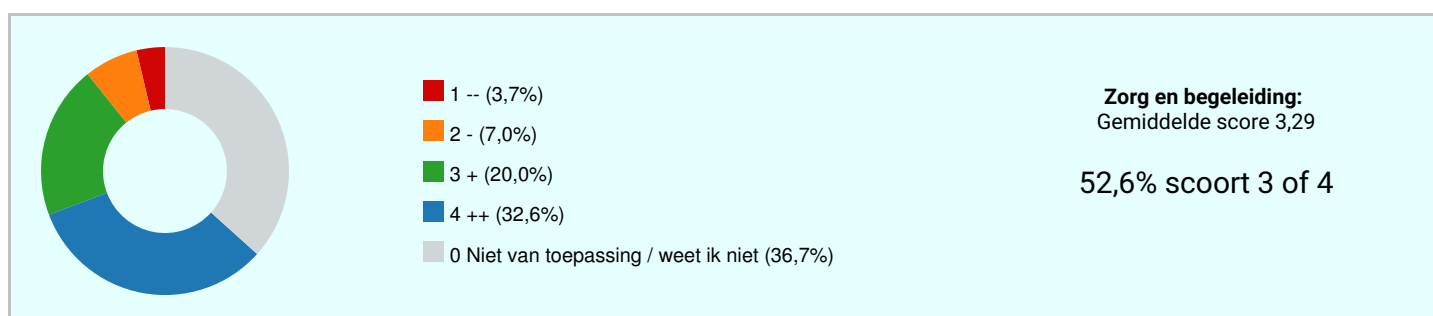 1 -- (3,7%)
2 - (7,0%)
3 + (20,0%)
4 ++ (32,6%)
0 Niet van toepassing / weet ik niet (36,7%)
Zorg en begeleiding:
Gemiddelde score 3,29
52,6% scoort 3 of 4